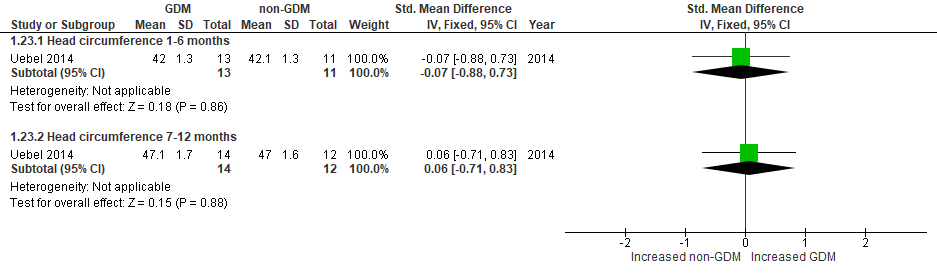 GDM non-GDM Std. Mean Difference Std. Mean Difference
Study or Subgroup Mean SD Total Mean SD Total Weight IV, Fixed, 95% CI Year IV, Fixed, 95% CI
1.23.1 Head circumference 1-6 months
Uebel 2014 42 1.3 13 42.1 1.3 11 100.0% -0.07 [-0.88, 0.73] 2014
Subtotal (95% CI) 13 11 100.0% -0.07 [-0.88, 0.73]
Heterogeneity: Not applicable
Test for overall effect: Z = 0.18 (P = 0.86)
1.23.2 Head circumference 7-12 months
Uebel 2014 47.1 1.7 14 47 1.6 12 100.0% 0.06 [-0.71, 0.83] 2014
Subtotal (95% CI) 14 12 100.0% 0.06 [-0.71, 0.83]
Heterogeneity: Not applicable
Test for overall effect: Z = 0.15 (P = 0.88)
-2 -1 0 1 2
Increased non-GDM Increased GDM